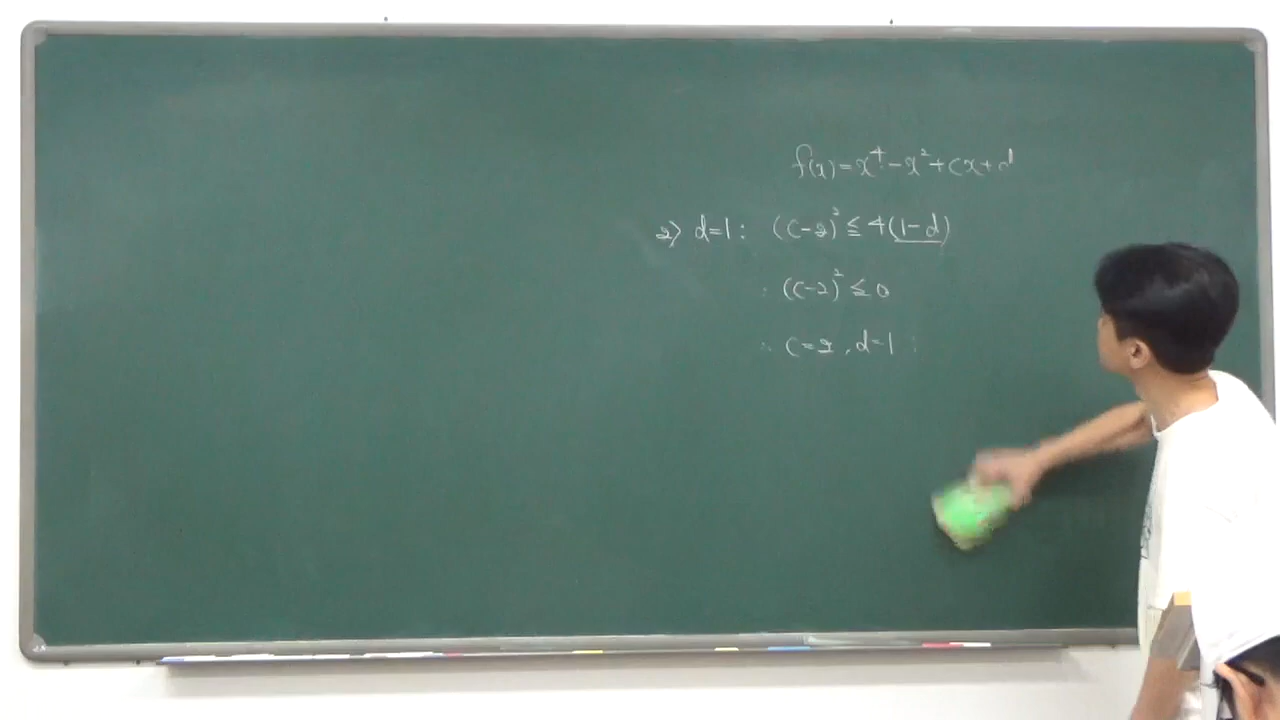 f(x)=x⁴-x²+cx+d
2) d=1: (c-2)² ≦ 4(1-d)
∴ (c-2)² ≦ 0
∴ c=2, d=1